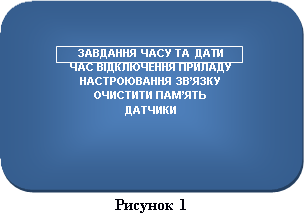 ЗАВДАННЯ ЧАСУ ТА ДАТИ
ЧАС ВІДКЛЮЧЕННЯ ПРИЛАДУ
НАСТРОЮВАННЯ ЗВ'ЯЗКУ
ОЧИСТИТИ ПАМ'ЯТЬ
ДАТЧИКИ
Рисунок 1